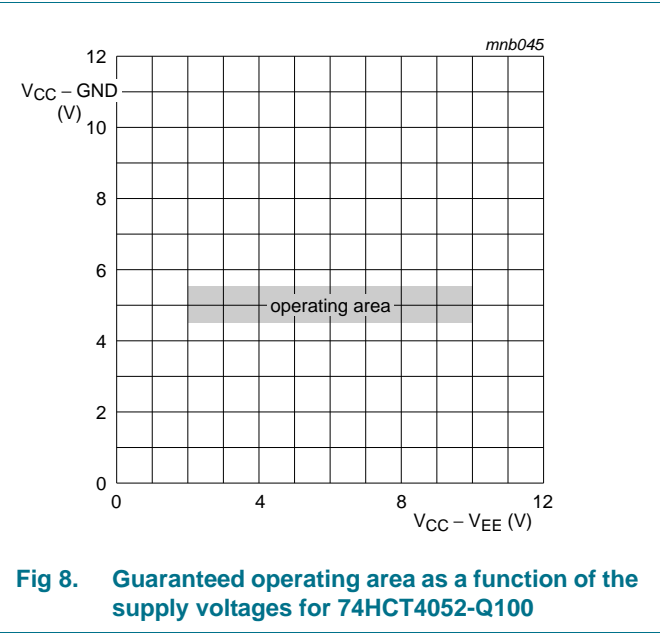 mnb045
12
VCC – GND
(V)
10
8
6
operating area
4
2
0
0 4 8 12
VCC – VEE (V)
Fig 8. Guaranteed operating area as a function of the
supply voltages for 74HCT4052-Q100